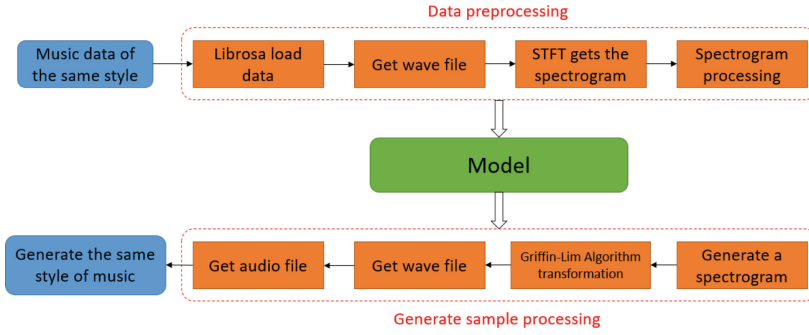 Data preprocessing
Music data of
the same style
Librosa load
data
Get wave file
STFT gets the
spectrogram
Spectrogram
processing
Model
Generate the same
style of music
Get audio file
Get wave file
Griffin-Lim Algorithm
transformation
Generate a
spectrogram
Generate sample processing